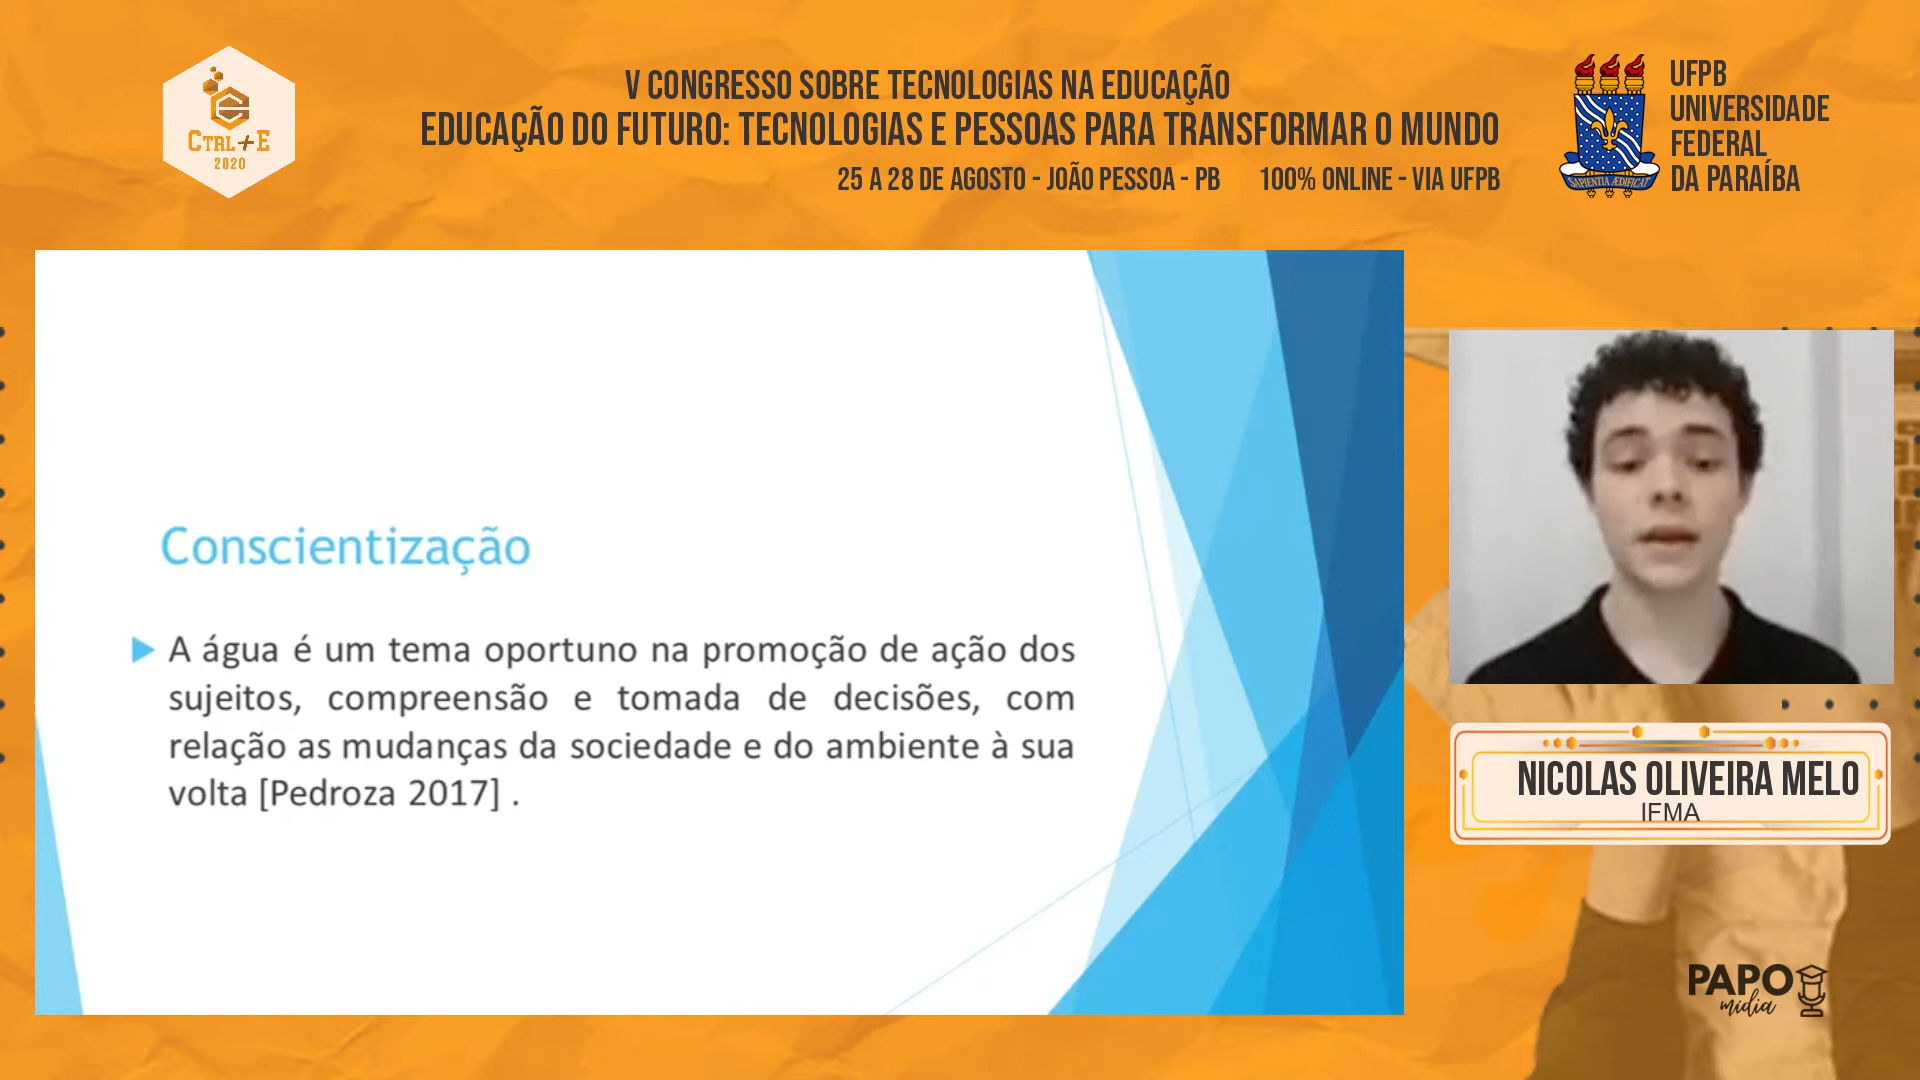 CTRL+E
2020
V CONGRESSO SOBRE TECNOLOGIAS NA EDUCAÇÃO
EDUCAÇÃO DO FUTURO: TECNOLOGIAS E PESSOAS PARA TRANSFORMAR O MUNDO
25 A 28 DE AGOSTO - JOÃO PESSOA - PB 100% ONLINE - VIA UFPB
SAPIENTIA ÆDIFICAT
UFPB
UNIVERSIDADE
FEDERAL
DA PARAÍBA
Conscientização
A água é um tema oportuno na promoção de ação dos
sujeitos, compreensão e tomada de decisões, com
relação as mudanças da sociedade e do ambiente à sua
volta [Pedroza 2017] .
NICOLAS OLIVEIRA MELO
IFMA
PAPO
mídia